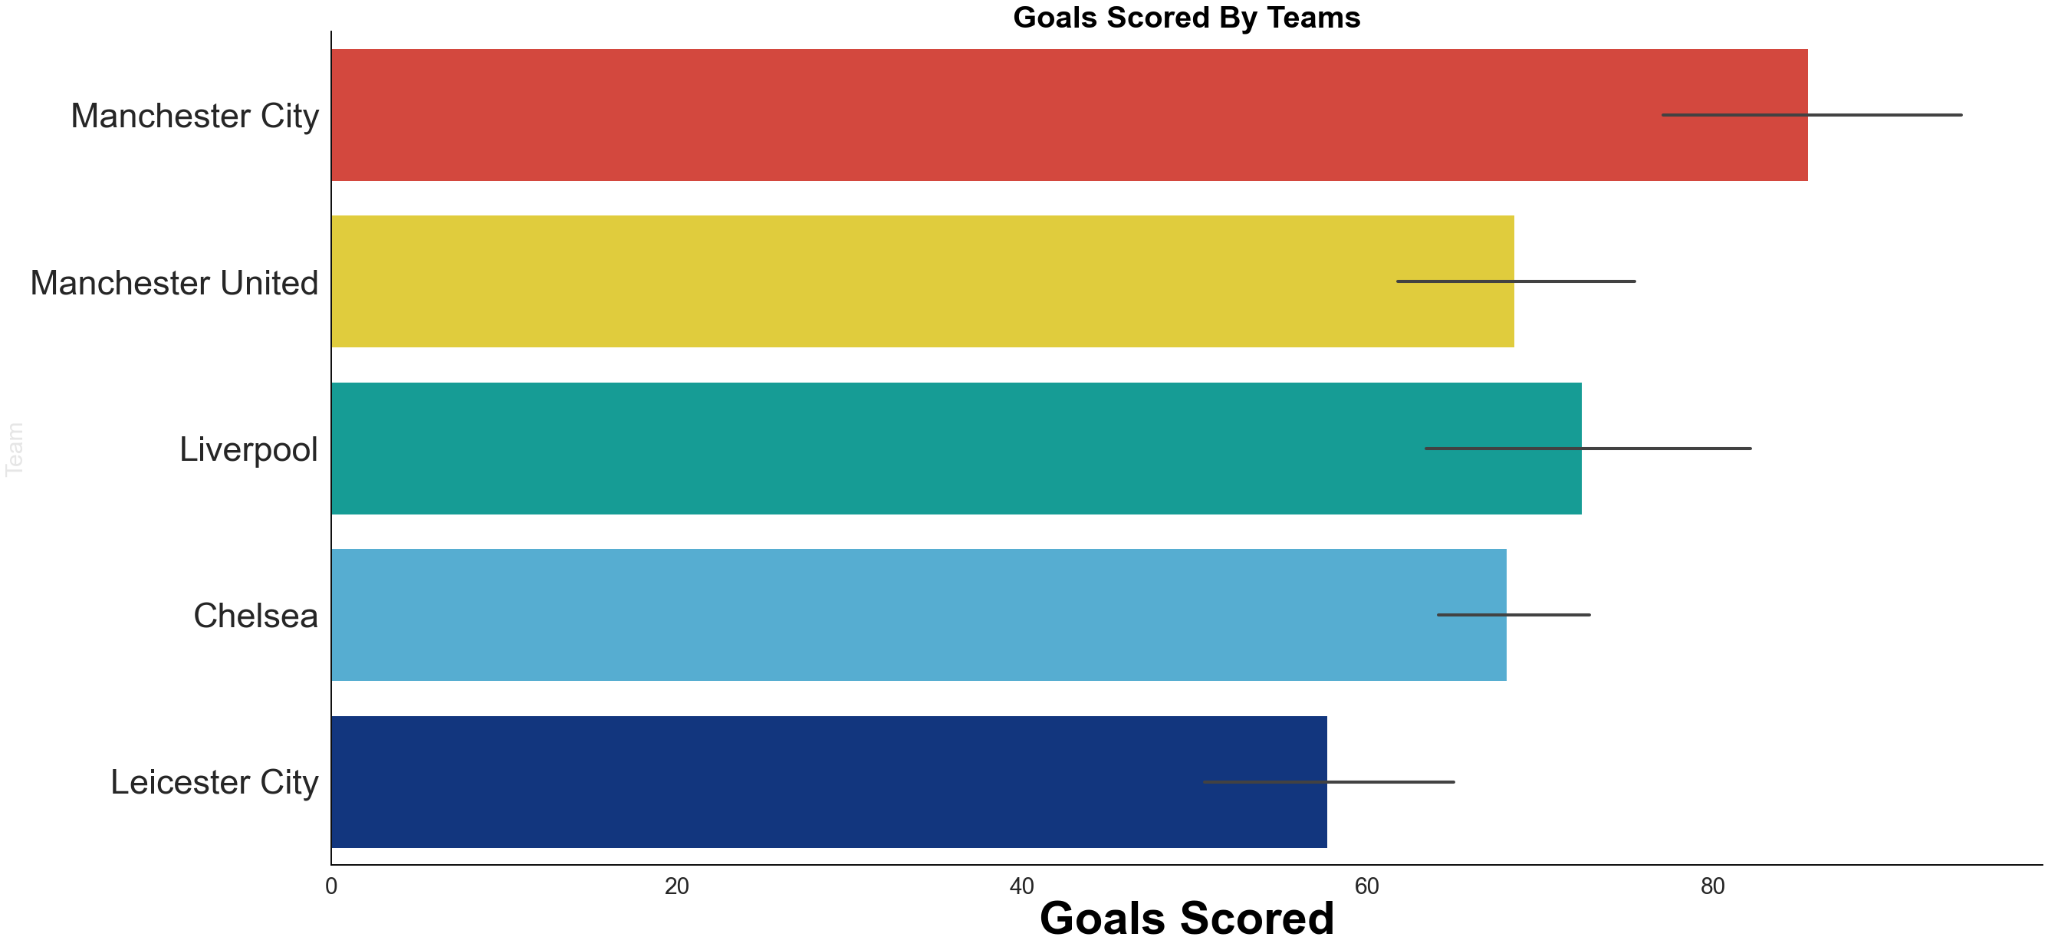 Goals Scored By Teams
Manchester City
Manchester United
Liverpool
Chelsea
Leicester City
Team
0 20 40 60 80
Goals Scored